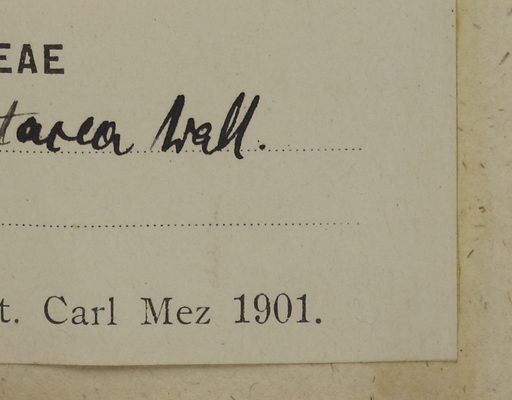 EAE
tacea Wall.
t. Carl Mez 1901.